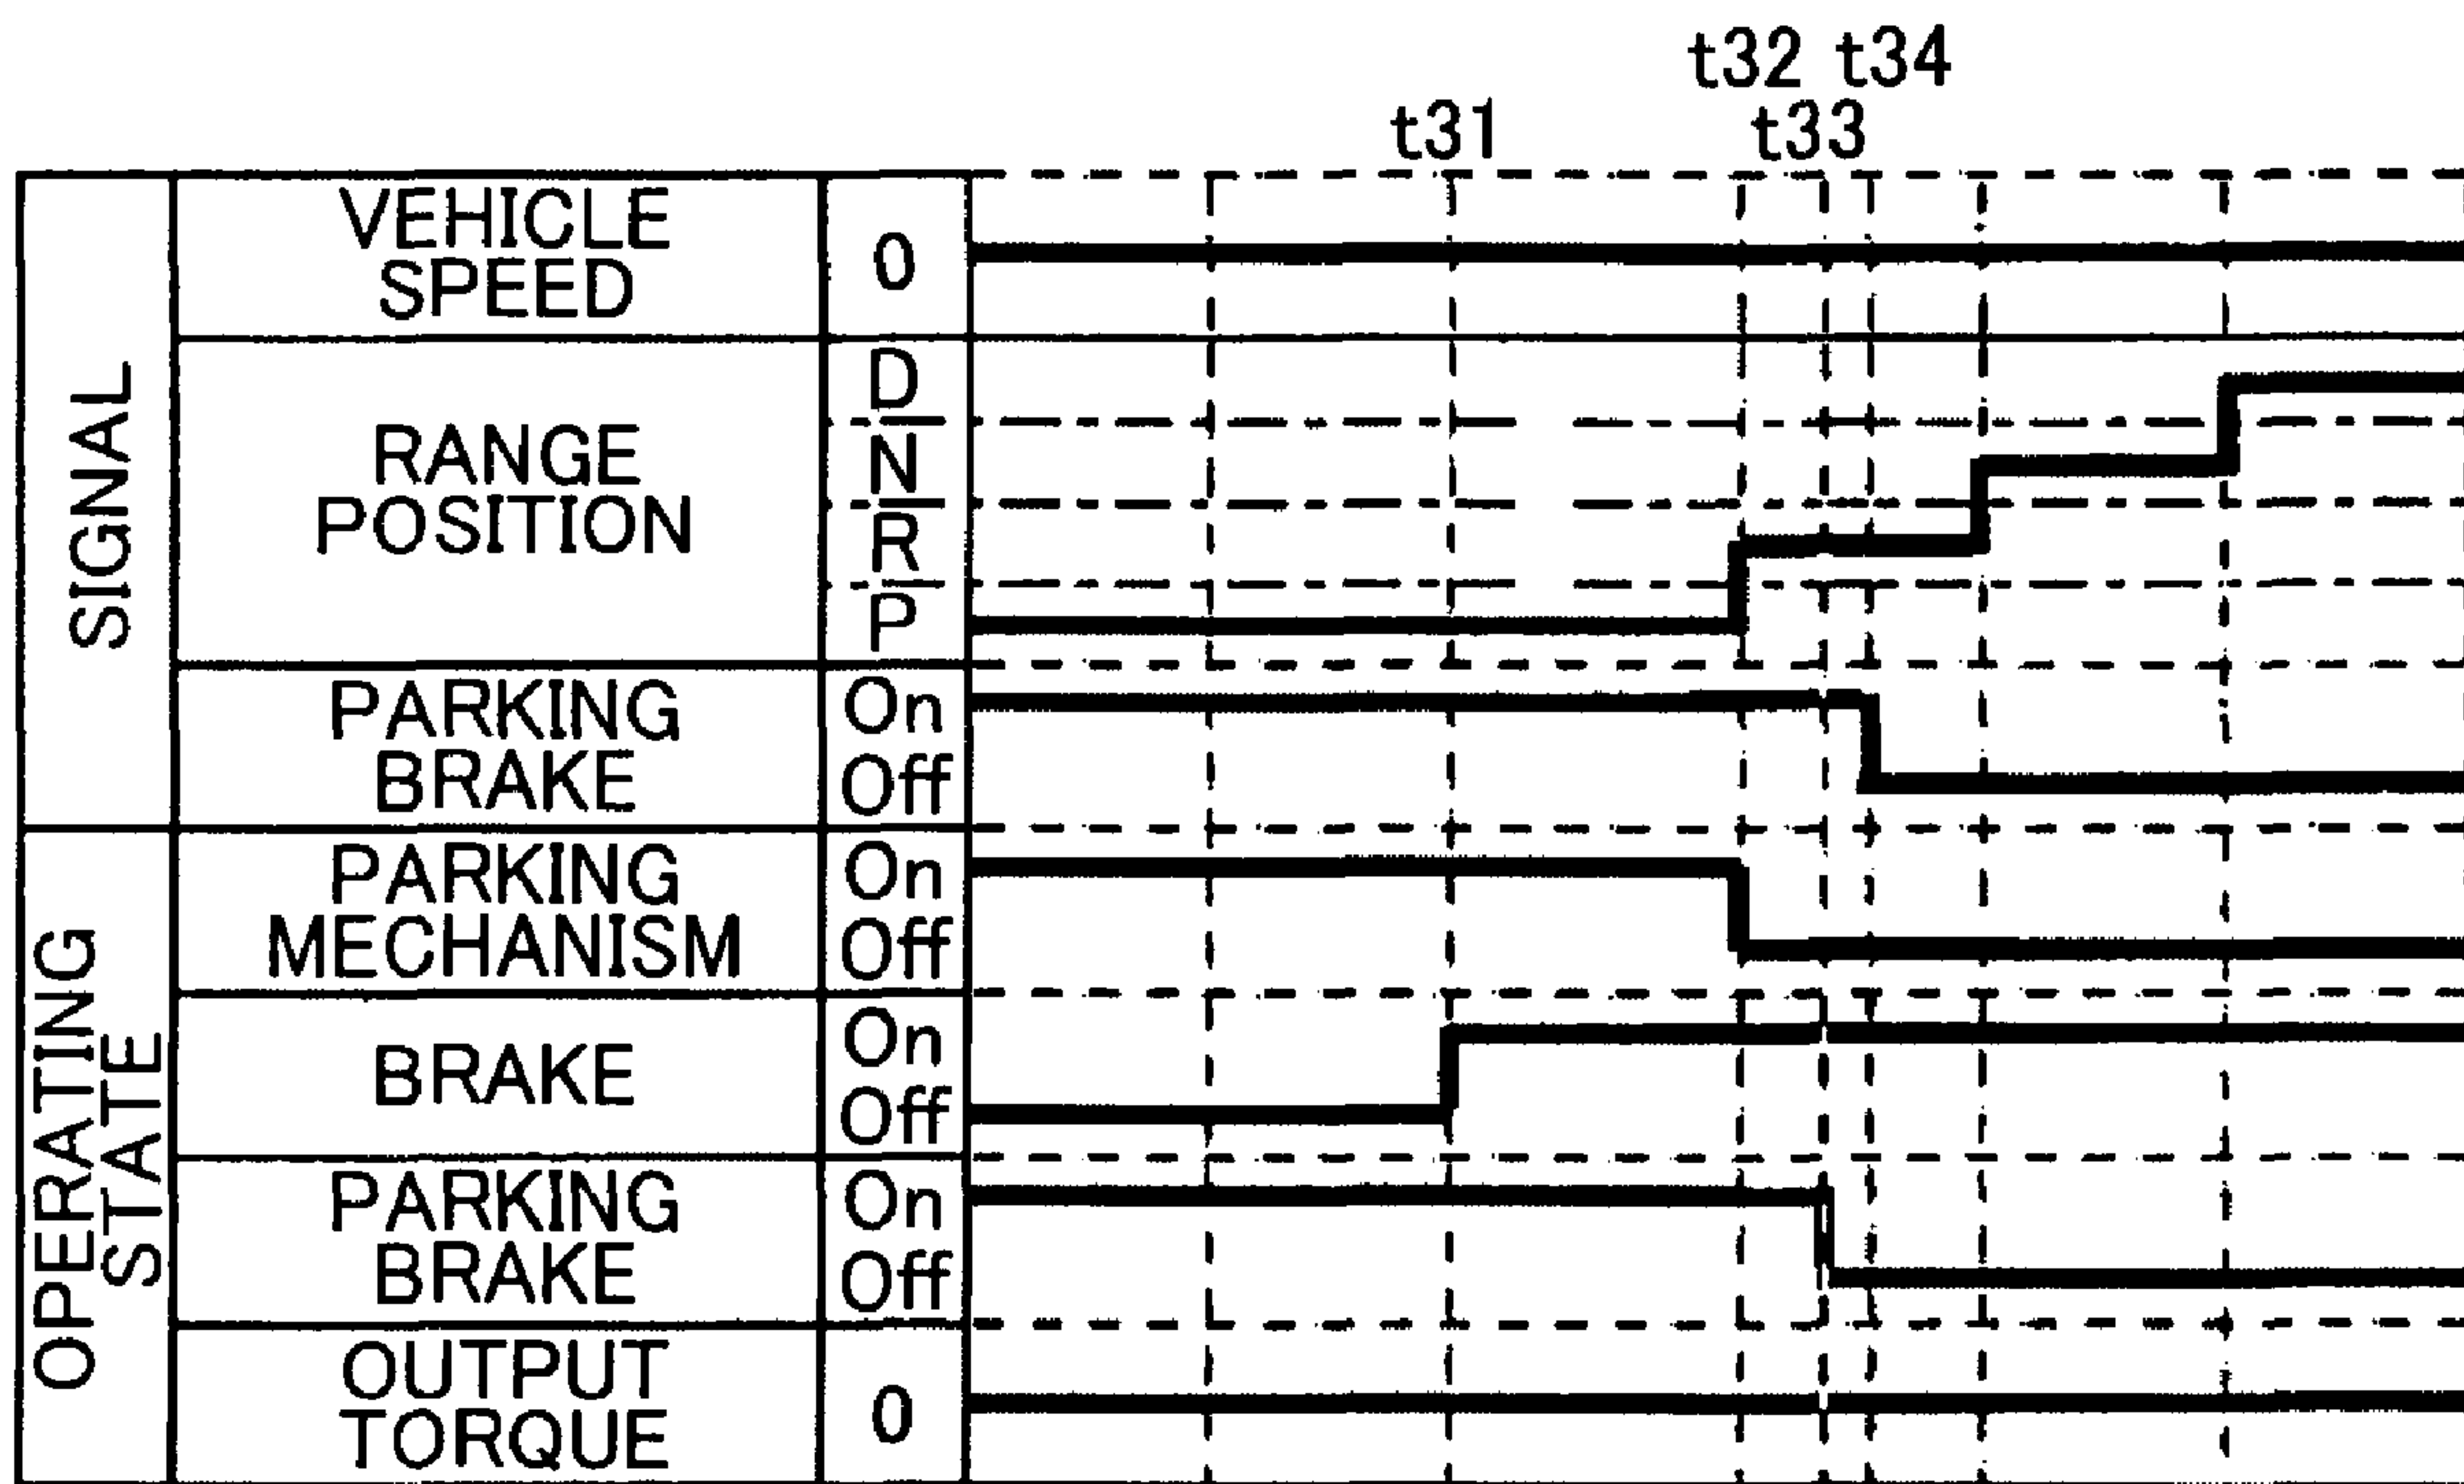 t32 t34
t31
t33
SIGNAL
VEHICLE
SPEED
0
RANGE
POSITION
D
N
R
P
PARKING
BRAKE
On
Off
OPERATING
STATE
PARKING
MECHANISM
On
Off
BRAKE
On
Off
PARKING
BRAKE
On
Off
OUTPUT
TORQUE
0